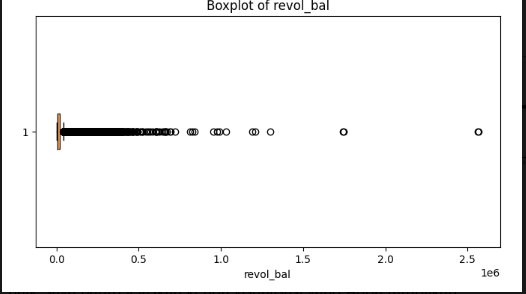 Boxplot of revol_bal
1
0.0 0.5 1.0 1.5 2.0 2.5
1e6
revol_bal